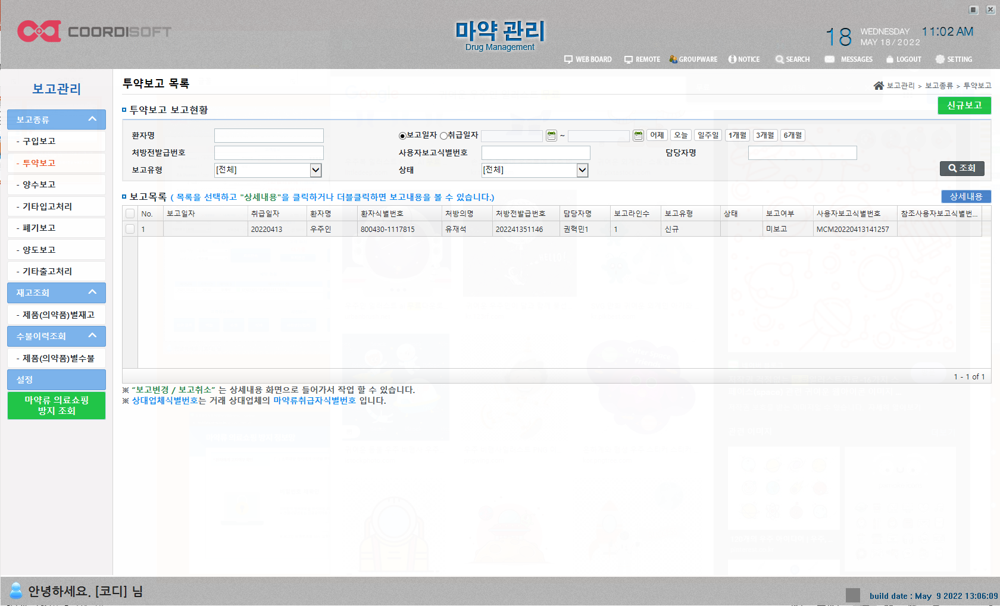 COORDISOFT
마약 관리
Drug Management
18 WEDNESDAY MAY 18/2022 11:02 AM
WEB BOARD REMOTE GROUPWARE NOTICE SEARCH MESSAGES LOGOUT SETTING
보고관리
보고종류
- 구입보고
- 투약보고
- 양수보고
- 기타입고처리
- 폐기보고
- 양도보고
- 기타출고처리
재고조회
- 제품(의약품)별재고
수불이력조회
- 제품(의약품)별수불
설정
마약류 의료쇼핑
방지 조회
투약보고 목록
보고관리 > 보고종류 > 투약보고
투약보고 보고현황
신규보고
환자명 보고일자 취급일자 ~ 어제 오늘 일주일 1개월 3개월 6개월
처방전발급번호 사용자보고식별번호 담당자명
보고유형 [전체] 상태 [전체] 조회
보고목록 ( 목록을 선택하고 "상세내용"을 클릭하거나 더블클릭하면 보고내용을 볼 수 있습니다.) 상세내용
No. 보고일자 취급일자 환자명 환자식별번호 처방의명 처방전발급번호 담당자명 보고라인수 보고유형 상태 보고여부 사용자보고식별번호 참조사용자보고식별번...
1 20220413 우주인 800430-1117815 유재석 202241351146 권혁민1 1 신규 미보고 MCM20220413141257
1 - 1 of 1
※ “보고변경 / 보고취소” 는 상세내용 화면으로 들어가서 작업 할 수 있습니다.
※ 상대업체식별번호는 거래 상대업체의 마약류취급자식별번호 입니다.
안녕하세요. [코디] 님
build date : May 9 2022 13:06:09